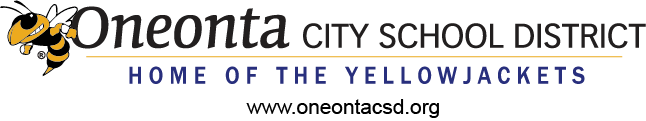 Oneonta CITY SCHOOL DISTRICT
HOME OF THE YELLOWJACKETS
®
www.oneontacsd.org